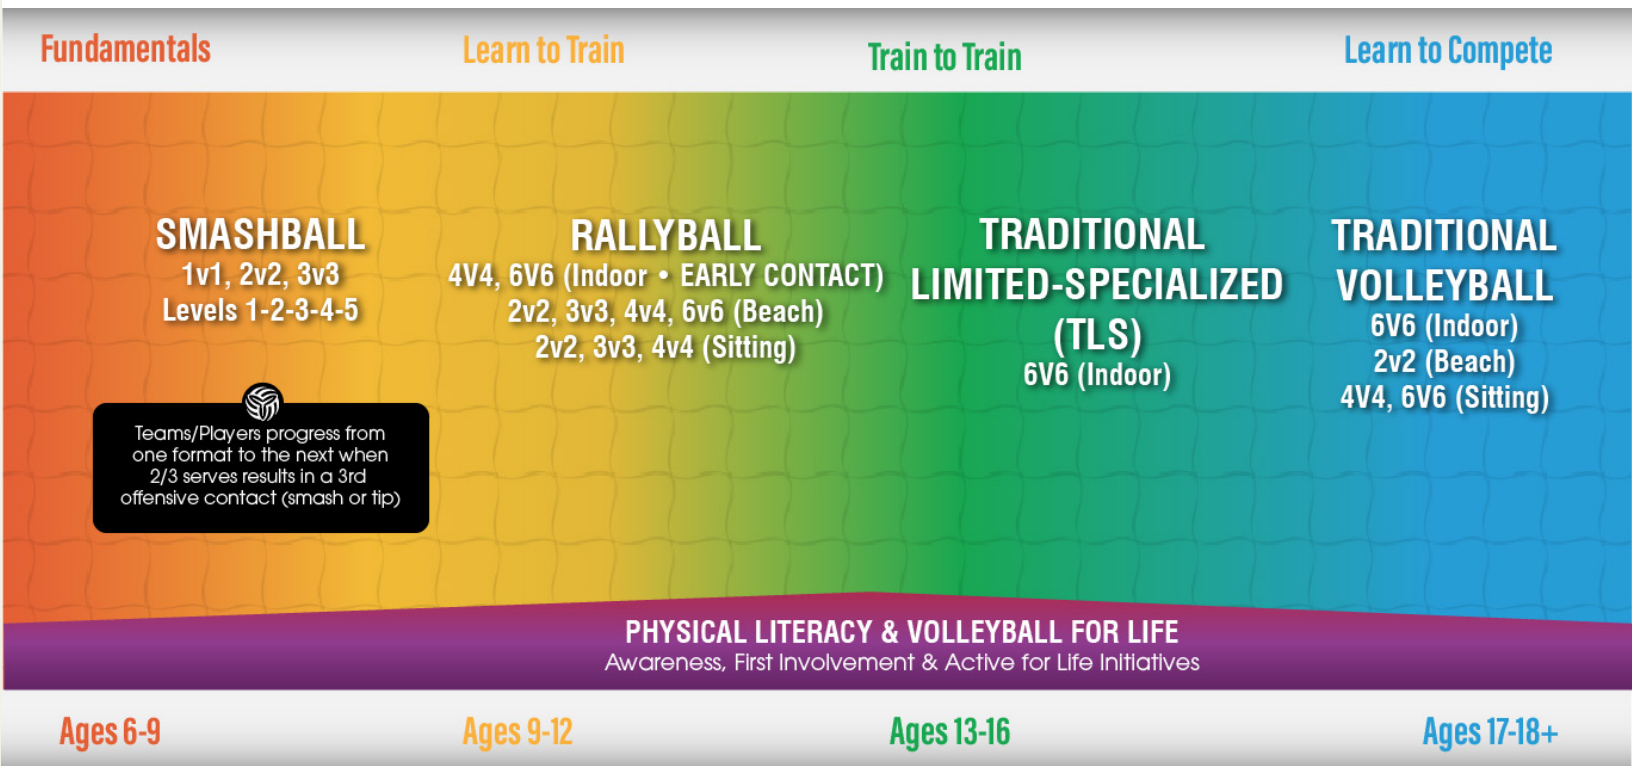 Fundamentals
Learn to Train
Train to Train
Learn to Compete
SMASHBALL
1v1, 2v2, 3v3
Levels 1-2-3-4-5
Teams/Players progress from
one format to the next when
2/3 serves results in a 3rd
offensive contact (smash or tip)
RALLYBALL
4V4, 6V6 (Indoor • EARLY CONTACT)
2v2, 3v3, 4v4, 6v6 (Beach)
2v2, 3v3, 4v4 (Sitting)
TRADITIONAL
LIMITED-SPECIALIZED
(TLS)
6V6 (Indoor)
TRADITIONAL
VOLLEYBALL
6V6 (Indoor)
2v2 (Beach)
4V4, 6V6 (Sitting)
PHYSICAL LITERACY & VOLLEYBALL FOR LIFE
Awareness, First Involvement & Active for Life Initiatives
Ages 6-9
Ages 9-12
Ages 13-16
Ages 17-18+